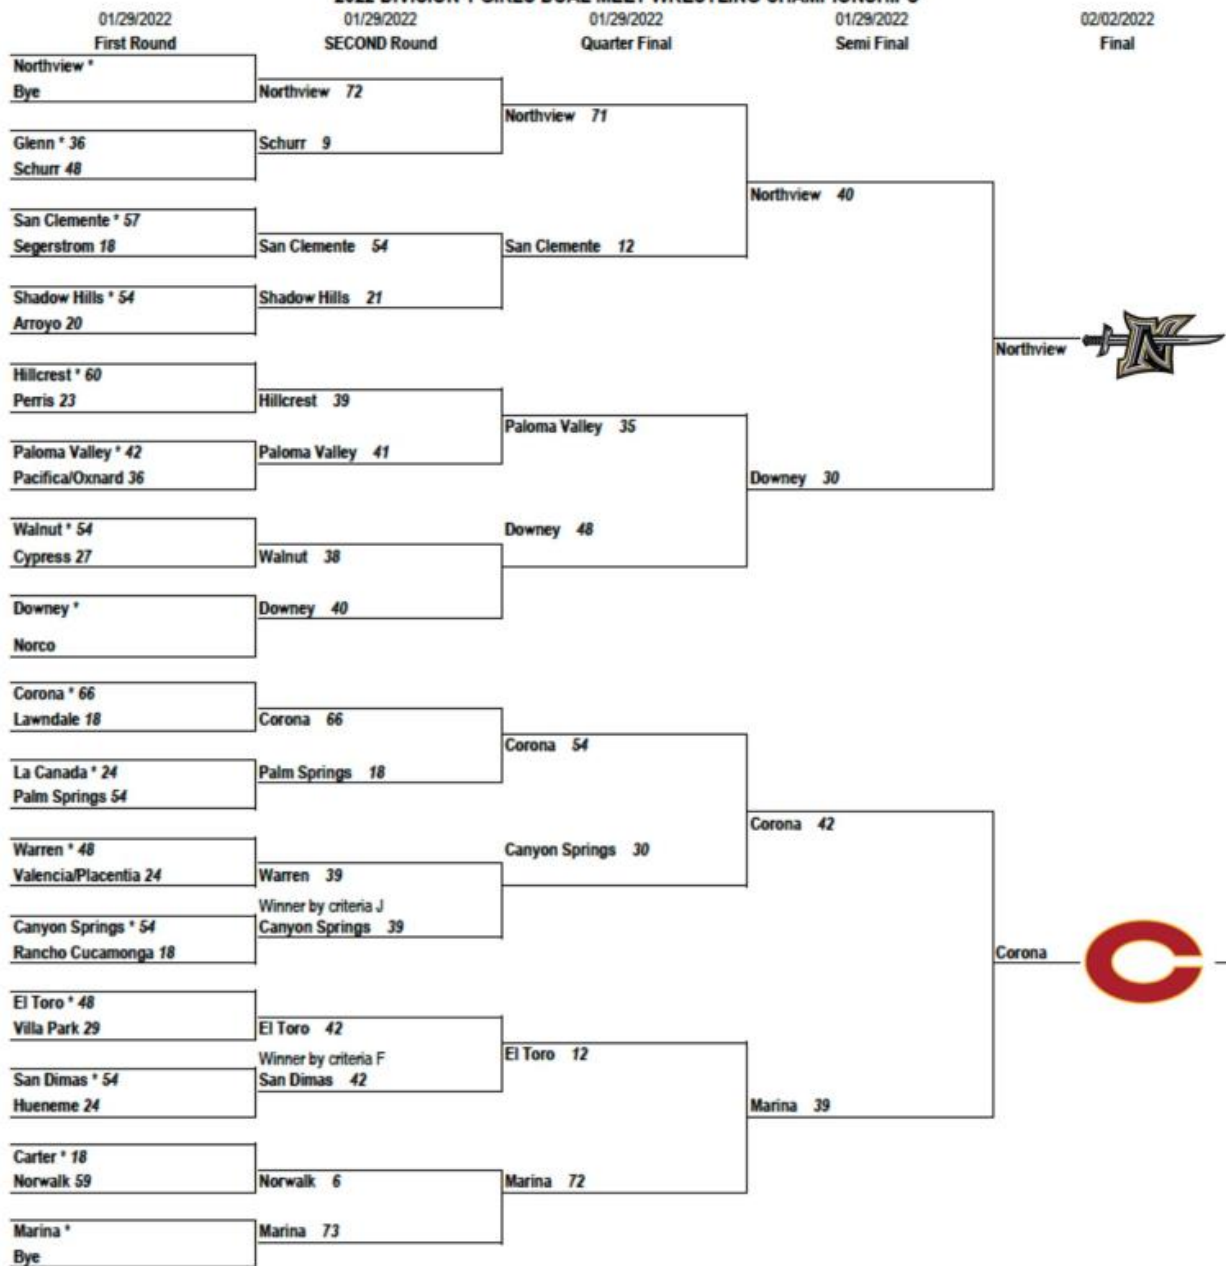 2022 DIVISION 1 GIRLS DUAL MEET WRESTLING CHAMPIONSHIPS
01/29/2022 01/29/2022 01/29/2022 01/29/2022 02/02/2022
First Round SECOND Round Quarter Final Semi Final Final
Northview *
Bye
Glenn * 36
Schurr 48
San Clemente * 57
Segerstrom 18
Shadow Hills * 54
Arroyo 20
Hillcrest * 60
Perris 23
Paloma Valley * 42
Pacifica/Oxnard 36
Walnut * 54
Cypress 27
Downey *
Norco
Corona * 66
Lawndale 18
La Canada * 24
Palm Springs 54
Warren * 48
Valencia/Placentia 24
Canyon Springs * 54
Rancho Cucamonga 18
El Toro * 48
Villa Park 29
San Dimas * 54
Hueneme 24
Carter * 18
Norwalk 59
Marina *
Bye
Northview 72
Schurr 9
San Clemente 54
Shadow Hills 21
Hillcrest 39
Paloma Valley 41
Walnut 38
Downey 40
Corona 66
Palm Springs 18
Warren 39
Winner by criteria J
Canyon Springs 39
El Toro 42
Winner by criteria F
San Dimas 42
Norwalk 6
Marina 73
Northview 71
San Clemente 12
Paloma Valley 35
Downey 48
Corona 54
Canyon Springs 30
El Toro 12
Marina 72
Northview 40
Downey 30
Corona 42
Marina 39
Northview
N
Corona
C